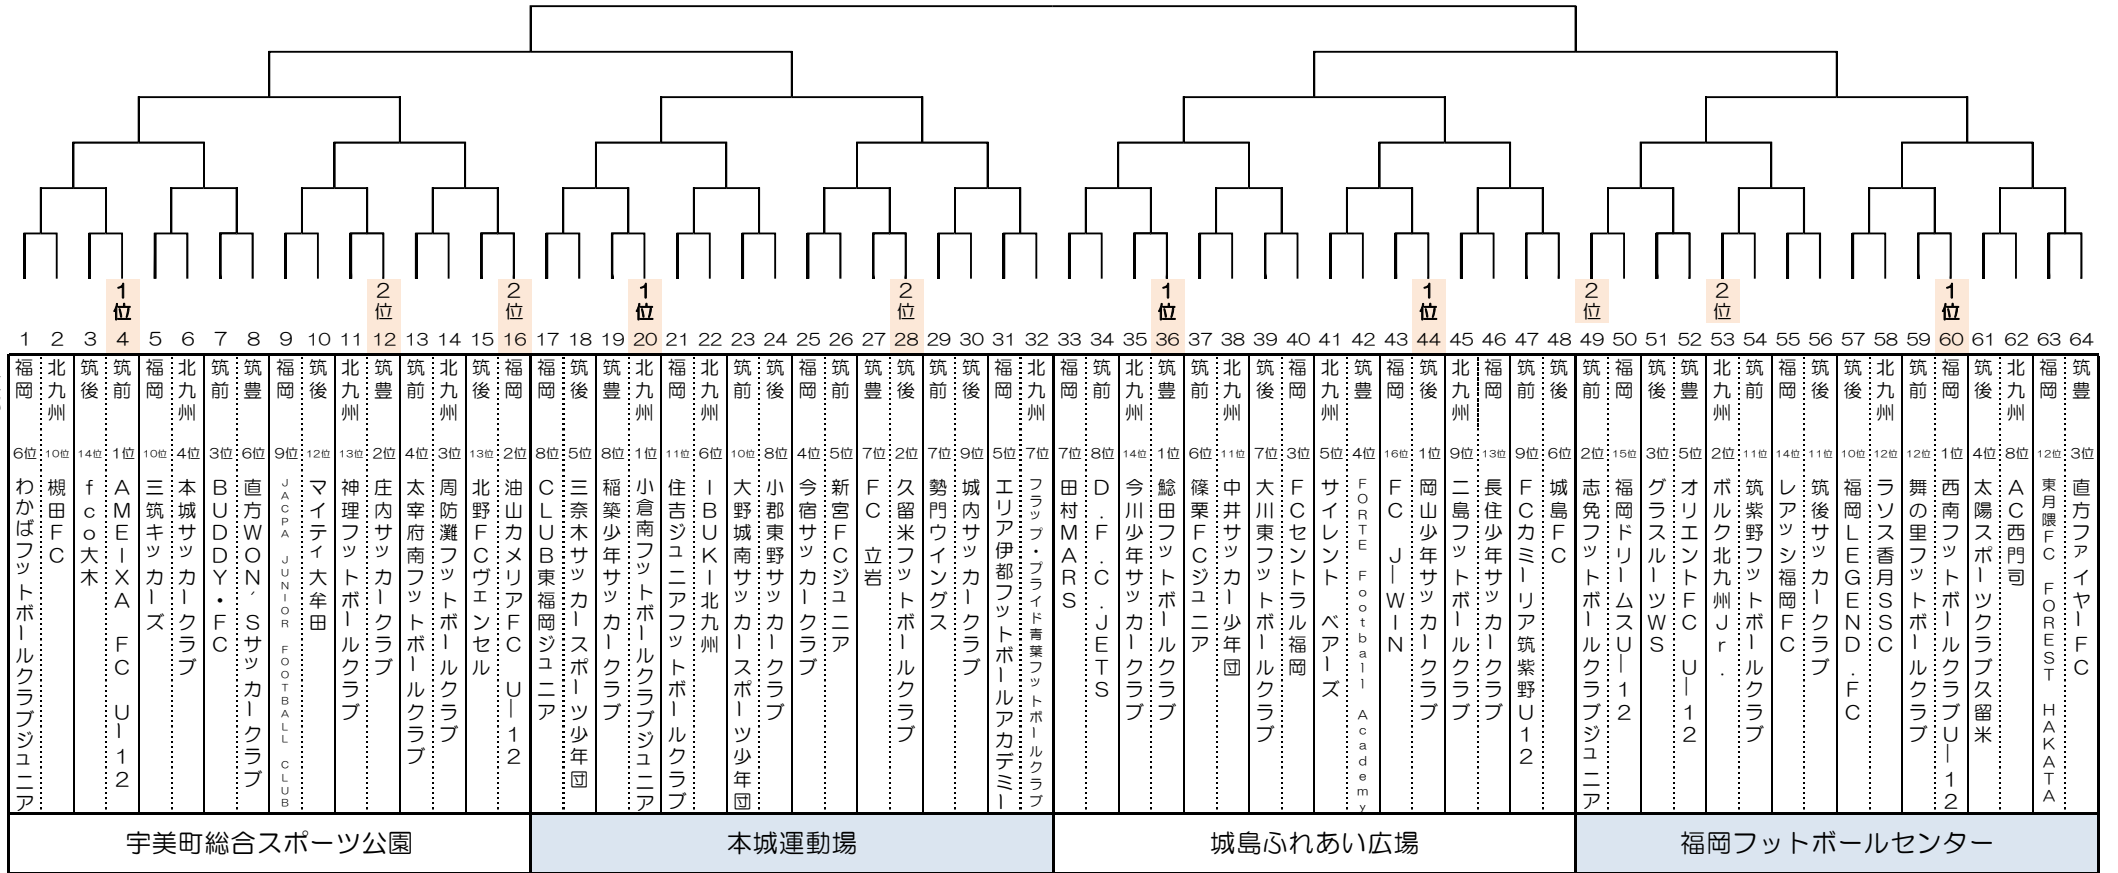 1位 2位 2位 1位 2位 1位 1位 2位 2位 1位
1 2 3 4 5 6 7 8 9 10 11 12 13 14 15 16 17 18 19 20 21 22 23 24 25 26 27 28 29 30 31 32 33 34 35 36 37 38 39 40 41 42 43 44 45 46 47 48 49 50 51 52 53 54 55 56 57 58 59 60 61 62 63 64
福岡 6位 わかばフットボールクラブジュニア
北九州 10位 槻田FC
筑後 14位 fco大木
筑前 1位 AMEIXA FC U-12
福岡 10位 三筑キッカーズ
北九州 4位 本城サッカークラブ
筑前 3位 BUDDY・FC
筑豊 6位 直方WON'Sサッカークラブ
福岡 9位 JACPA JUNIOR FOOTBALL CLUB
筑後 12位 マイティ大牟田
北九州 13位 神理フットボールクラブ
筑豊 2位 庄内サッカークラブ
筑前 4位 太宰府南フットボールクラブ
北九州 3位 周防灘フットボールクラブ
筑後 13位 北野FCヴェンセル
福岡 2位 油山カメリアFC U-12
福岡 8位 CLUB東福岡ジュニア
筑後 5位 三奈木サッカースポーツ少年団
筑豊 8位 稲築少年サッカークラブ
北九州 1位 小倉南フットボールクラブジュニア
福岡 11位 住吉ジュニアフットボールクラブ
北九州 6位 IBUKI北九州
筑前 10位 大野城南サッカースポーツ少年団
筑後 8位 小郡東野サッカークラブ
福岡 4位 今宿サッカークラブ
筑前 5位 新宮FCジュニア
筑豊 7位 FC 立岩
筑後 2位 久留米フットボールクラブ
筑前 7位 勢門ウイングス
筑後 9位 城内サッカークラブ
福岡 5位 エリア伊都フットボールアカデミー
北九州 7位 フラップ・プライド青葉フットボールクラブ
福岡 7位 田村MARS
筑前 8位 D.F.C.JETS
北九州 14位 今川少年サッカークラブ
筑豊 1位 鯰田フットボールクラブ
筑前 6位 篠栗FCジュニア
北九州 11位 中井サッカー少年団
筑後 7位 大川東フットボールクラブ
福岡 3位 FCセントラル福岡
北九州 5位 サイレント ベアーズ
筑豊 4位 FORTE Football Academy
福岡 16位 FC J-WIN
筑後 1位 岡山少年サッカークラブ
北九州 9位 二島フットボールクラブ
福岡 13位 長住少年サッカークラブ
筑前 9位 FCカミーリア筑紫野U12
筑後 6位 城島FC
筑前 2位 志免フットボールクラブジュニア
福岡 15位 福岡ドリームスU-12
筑後 3位 グラスルーツWS
筑豊 5位 オリエントFC U-12
北九州 2位 ボルク北九州Jr.
筑前 11位 筑紫野フットボールクラブ
福岡 14位 レアッシ福岡FC
筑後 11位 筑後サッカークラブ
福岡 10位 福岡LEGEND.FC
北九州 12位 ラソス香月SSC
筑前 12位 舞の里フットボールクラブ
福岡 1位 西南フットボールクラブU-12
筑後 4位 太陽スポーツクラブ久留米
北九州 8位 AC西門司
福岡 12位 東月隈FC FOREST HAKATA
筑豊 3位 直方ファイヤーFC
宇美町総合スポーツ公園 本城運動場 城島ふれあい広場 福岡フットボールセンター